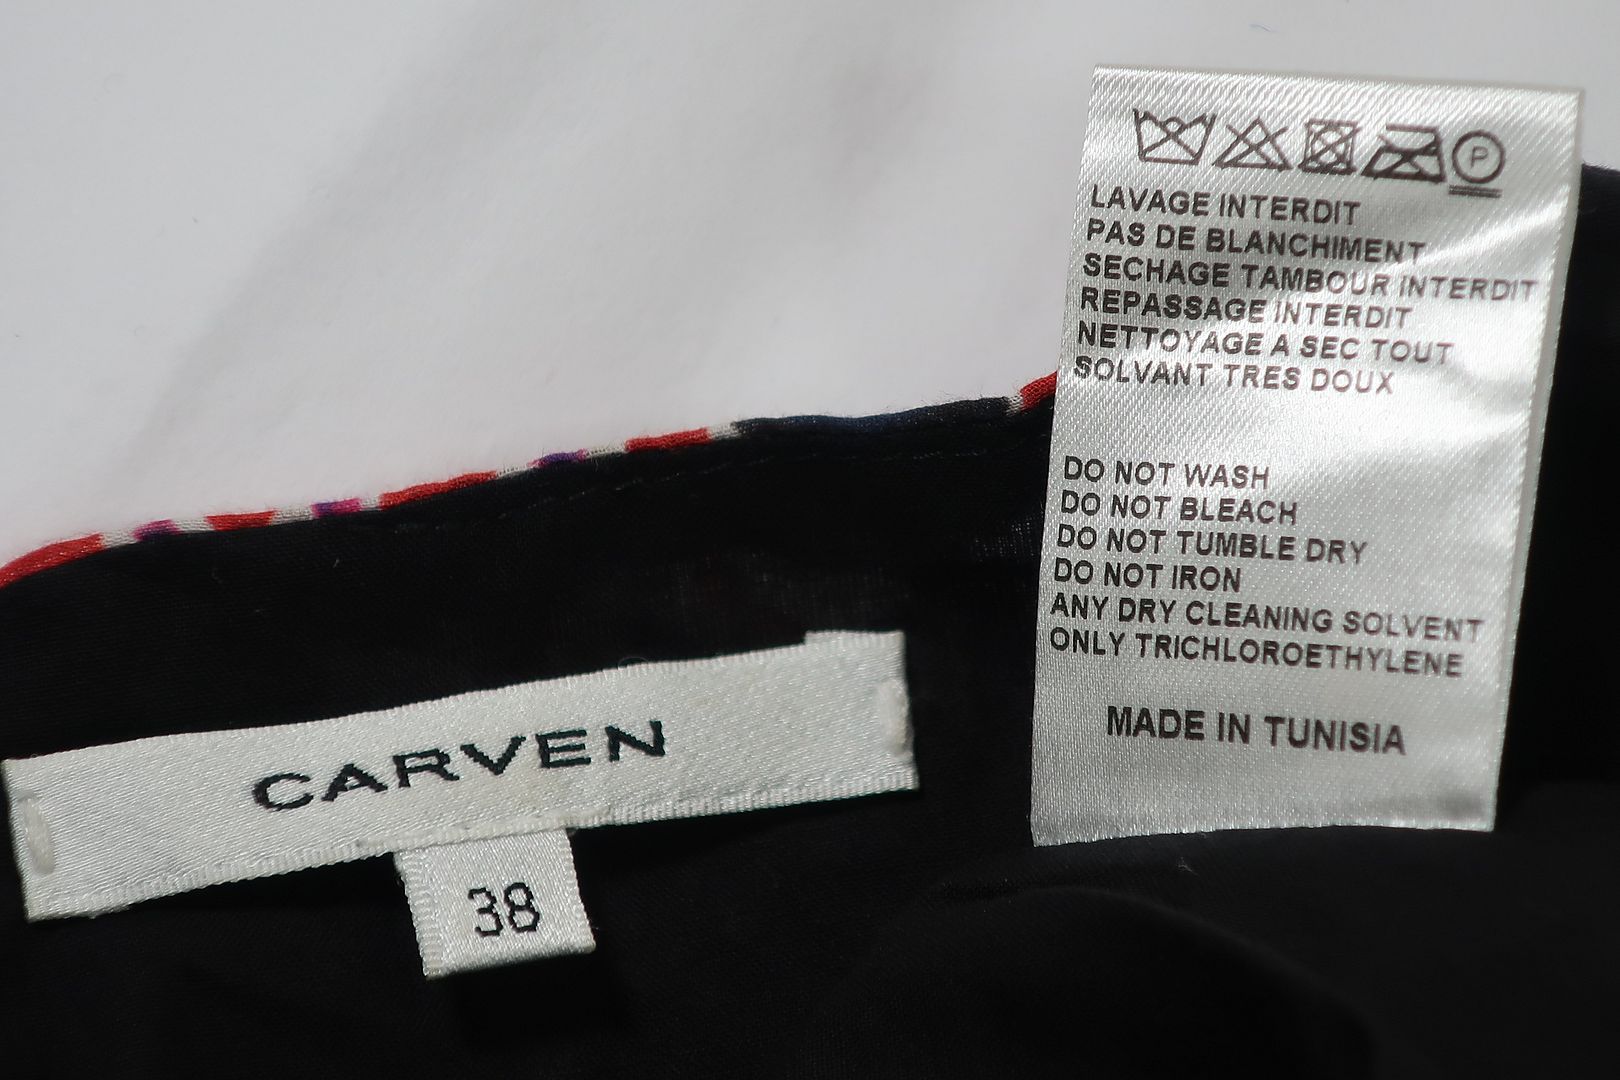 CARVEN
38
P
LAVAGE INTERDIT
PAS DE BLANCHIMENT
SECHAGE TAMBOUR INTERDIT
REPASSAGE INTERDIT
NETTOYAGE A SEC TOUT
SOLVANT TRES DOUX
DO NOT WASH
DO NOT BLEACH
DO NOT TUMBLE DRY
DO NOT IRON
ANY DRY CLEANING SOLVENT
ONLY TRICHLOROETHYLENE
MADE IN TUNISIA